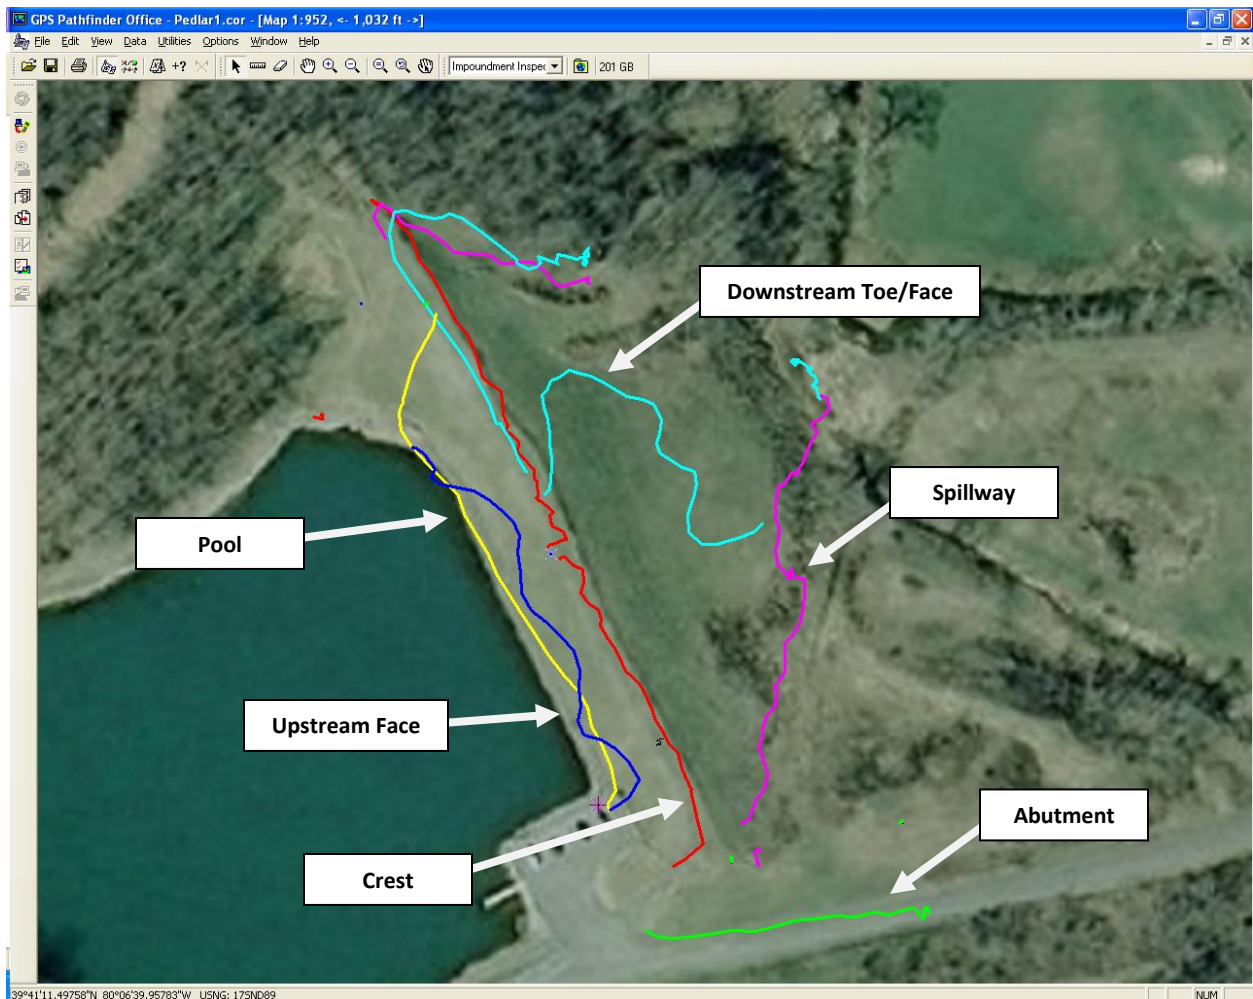 GPS Pathfinder Office - Pedlar1.cor - [Map 1:952, <- 1,032 ft ->]
File Edit View Data Utilities Options Window Help
+? Impoundment Inspec 201 GB
Downstream Toe/Face
Spillway
Pool
Upstream Face
Abutment
Crest
39°41'11.49758"N 80°06'39.95783"W USNG: 17SND89 NUM